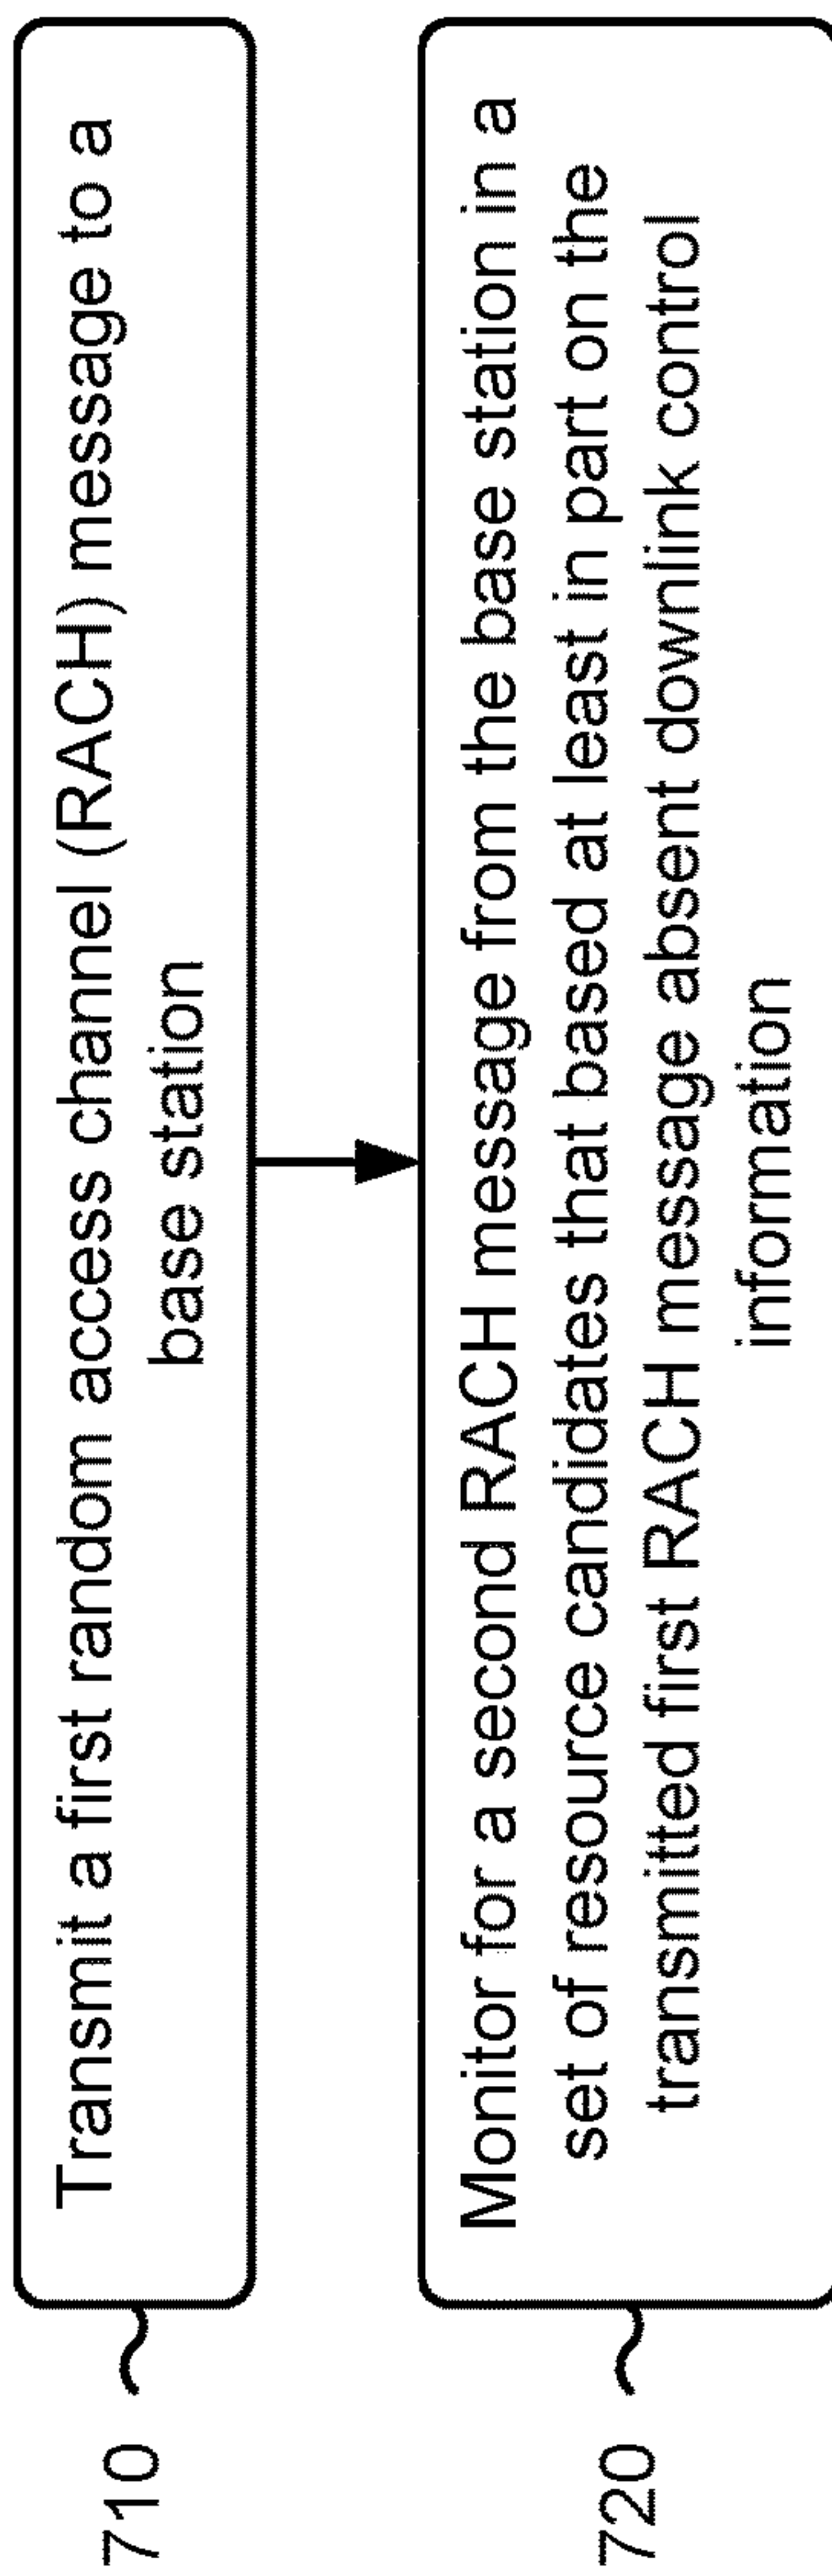 710
Transmit a first random access channel (RACH) message to a
base station
720
Monitor for a second RACH message from the base station in a
set of resource candidates that based at least in part on the
transmitted first RACH message absent downlink control
information